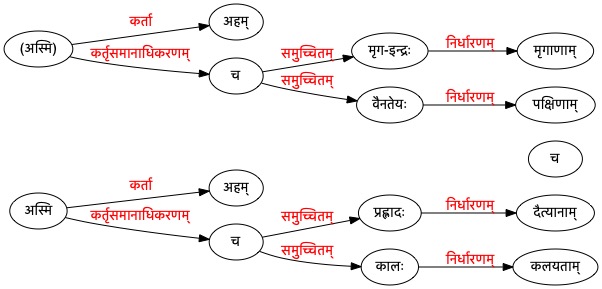 कर्ता
अहम्
(अस्मि)
कर्तृसमानाधिकरणम्
च
समुच्चितम्
मृग-इन्द्रः
निर्धारणम्
मृगाणाम्
समुच्चितम्
वैनतेयः
निर्धारणम्
पक्षिणाम्
च
कर्ता
अहम्
अस्मि
कर्तृसमानाधिकरणम्
च
समुच्चितम्
प्रह्लादः
निर्धारणम्
दैत्यानाम्
समुच्चितम्
कालः
निर्धारणम्
कलयताम्